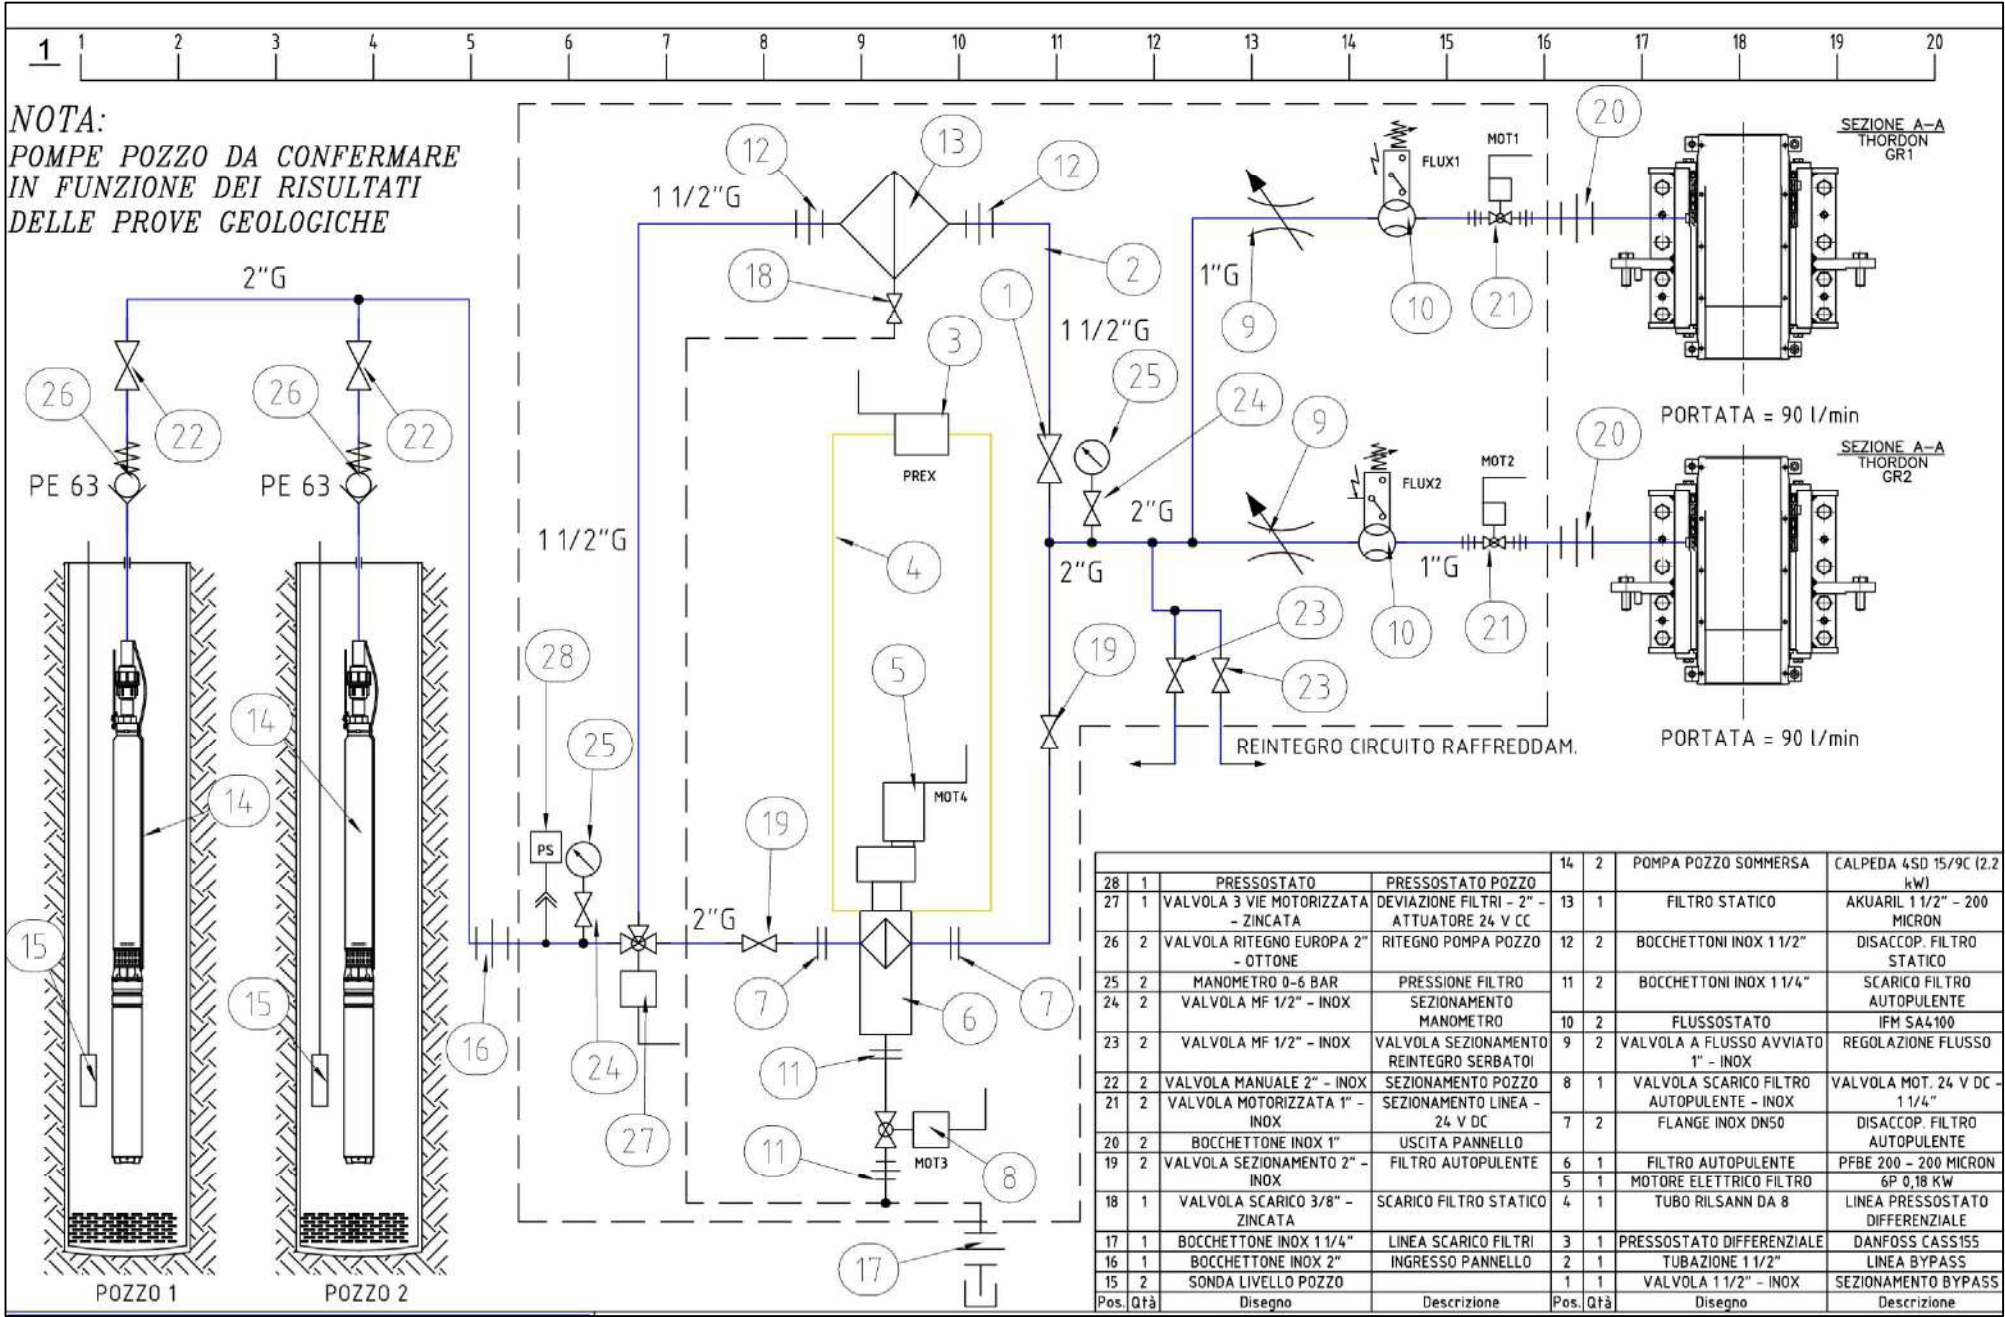 1
1 2 3 4 5 6 7 8 9 10 11 12 13 14 15 16 17 18 19 20
NOTA:
POMPE POZZO DA CONFERMARE
IN FUNZIONE DEI RISULTATI
DELLE PROVE GEOLOGICHE
2"G
26
22
26
22
PE 63
PE 63
14
14
15
15
POZZO 1
POZZO 2
12
13
12
1 1/2"G
18
2
1
3
1 1/2"G
PREX
25
24
4
1 1/2"G
2"G
2"G
5
MOT4
28
25
PS
19
19
2"G
7
7
6
16
24
27
11
11
MOT3
8
17
FLUX1
MOT1
20
1"G
9
10
21
SEZIONE A-A
THORDON
GR1
PORTATA = 90 l/min
9
FLUX2
MOT2
20
1"G
10
21
SEZIONE A-A
THORDON
GR2
PORTATA = 90 l/min
23
23
REINTEGRO CIRCUITO RAFFREDDAM.
28 1 PRESSOSTATO PRESSOSTATO POZZO
27 1 VALVOLA 3 VIE MOTORIZZATA DEVIAZIONE FILTRI - 2" -
- ZINCATA ATTUATORE 24 V CC
26 2 VALVOLA RITEGNO EUROPA 2" RITEGNO POMPA POZZO
- OTTONE
25 2 MANOMETRO 0-6 BAR PRESSIONE FILTRO
24 2 VALVOLA MF 1/2" - INOX SEZIONAMENTO
MANOMETRO
23 2 VALVOLA MF 1/2" - INOX VALVOLA SEZIONAMENTO
REINTEGRO SERBATOI
22 2 VALVOLA MANUALE 2" - INOX SEZIONAMENTO POZZO
21 2 VALVOLA MOTORIZZATA 1" - SEZIONAMENTO LINEA -
INOX 24 V DC
20 2 BOCCHETTONE INOX 1" USCITA PANNELLO
19 2 VALVOLA SEZIONAMENTO 2" - FILTRO AUTOPULENTE
INOX
18 1 VALVOLA SCARICO 3/8" - SCARICO FILTRO STATICO
ZINCATA
17 1 BOCCHETTONE INOX 1 1/4" LINEA SCARICO FILTRI
16 1 BOCCHETTONE INOX 2" INGRESSO PANNELLO
15 2 SONDA LIVELLO POZZO
Pos. Qtà Disegno Descrizione
14 2 POMPA POZZO SOMMERSA CALPEDA 4SD 15/9C (2.2
kW)
13 1 FILTRO STATICO AKUARIL 1 1/2" - 200
MICRON
12 2 BOCCHETTONI INOX 1 1/2" DISACCOP. FILTRO
STATICO
11 2 BOCCHETTONI INOX 1 1/4" SCARICO FILTRO
AUTOPULENTE
10 2 FLUSSOSTATO IFM SA4100
9 2 VALVOLA A FLUSSO AVVIATO REGOLAZIONE FLUSSO
1" - INOX
8 1 VALVOLA SCARICO FILTRO VALVOLA MOT. 24 V DC -
AUTOPULENTE - INOX 1 1/4"
7 2 FLANGE INOX DN50 DISACCOP. FILTRO
AUTOPULENTE
6 1 FILTRO AUTOPULENTE PFBE 200 - 200 MICRON
5 1 MOTORE ELETTRICO FILTRO 6P 0,18 KW
4 1 TUBO RILSANN DA 8 LINEA PRESSOSTATO
DIFFERENZIALE
3 1 PRESSOSTATO DIFFERENZIALE DANFOSS CASS155
2 1 TUBAZIONE 1 1/2" LINEA BYPASS
1 1 VALVOLA 1 1/2" - INOX SEZIONAMENTO BYPASS
Pos. Qtà Disegno Descrizione